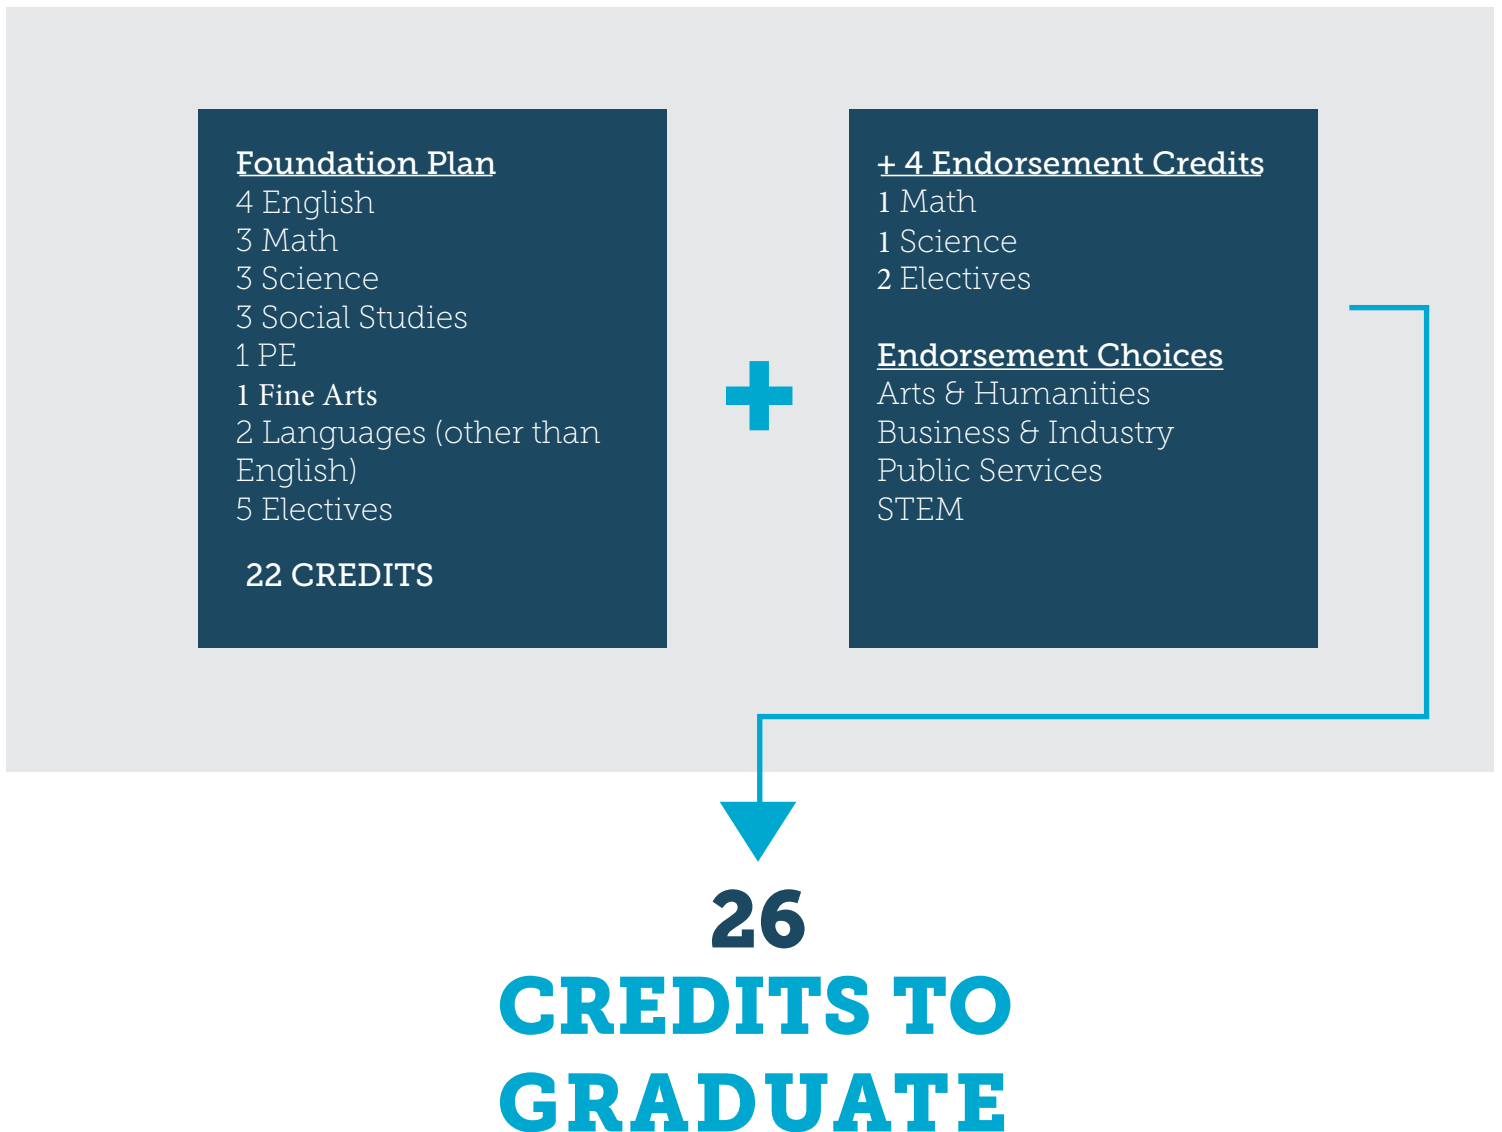 Foundation Plan
4 English
3 Math
3 Science
3 Social Studies
1 PE
1 Fine Arts
2 Languages (other than
English)
5 Electives
22 CREDITS
+ 4 Endorsement Credits
1 Math
1 Science
2 Electives
Endorsement Choices
Arts & Humanities
Business & Industry
Public Services
STEM
26
CREDITS TO
GRADUATE